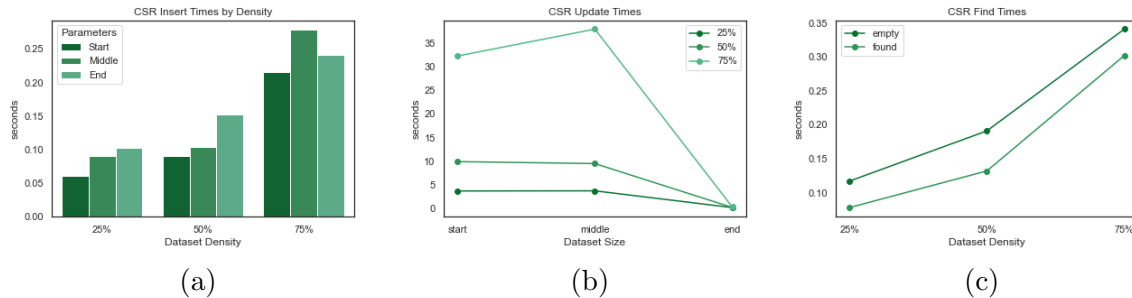 CSR Insert Times by Density
Parameters
Start
Middle
End
seconds
0.25
0.20
0.15
0.10
0.05
0.00
25%
50%
75%
Dataset Density
(a)
CSR Update Times
25%
50%
75%
seconds
35
30
25
20
15
10
5
0
start
middle
end
Dataset Size
(b)
CSR Find Times
empty
found
seconds
0.35
0.30
0.25
0.20
0.15
0.10
25%
50%
75%
Dataset Density
(c)